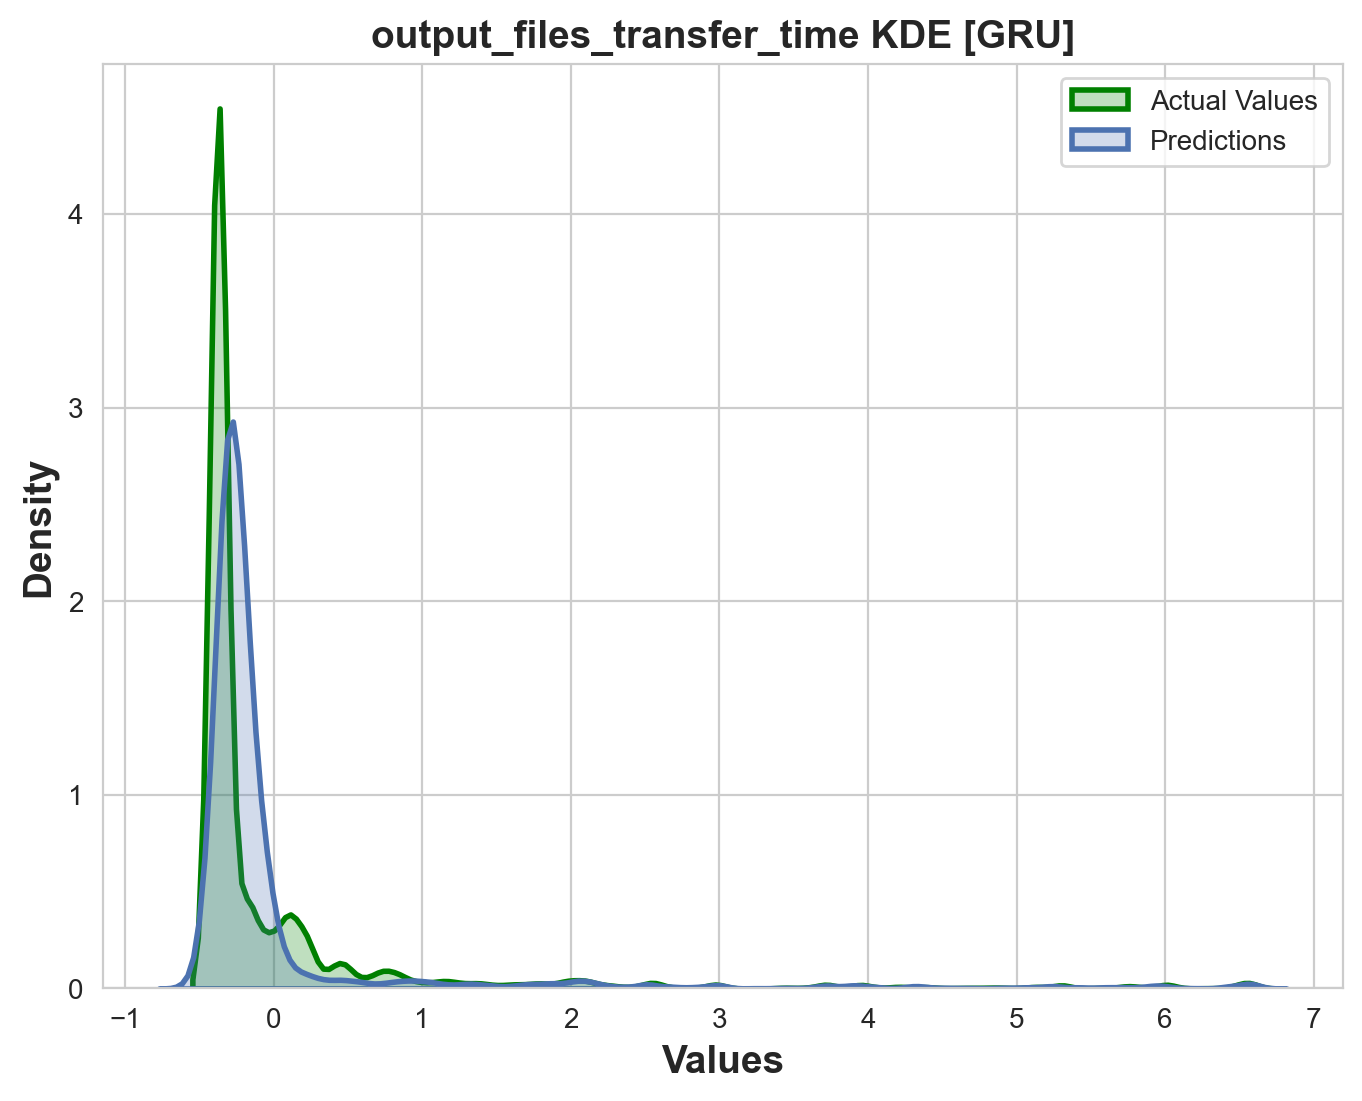 output_files_transfer_time KDE [GRU]
Actual Values
Predictions
Density
4
3
2
1
0
−1 0 1 2 3 4 5 6 7
Values